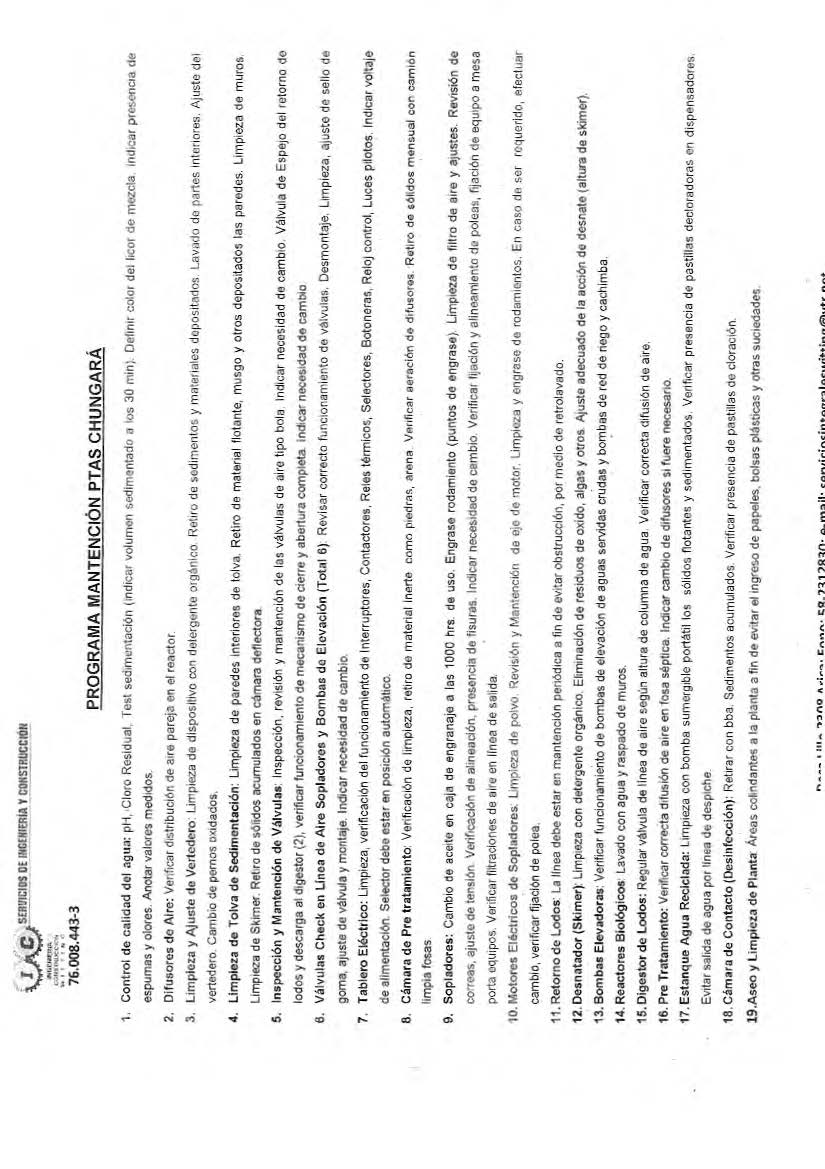 IAC SERVICIOS DE INGENIERÍA Y CONSTRUCCIÓN
INGENIERIA
CONSTRUCCION
WITTING
76.008.443-3
PROGRAMA MANTENCIÓN PTAS CHUNGARÁ
1. Control de calidad del agua: pH, Cloro Residual, Test sedimentación (indicar volumen sedimentado a los 30 min). Definir color del licor de mezcla. indicar presencia de
espumas y olores. Anotar valores medidos.
2. Difusores de Aire: Verificar distribución de aire pareja en el reactor.
3. Limpieza y Ajuste de Vertedero: Limpieza de dispositivo con detergente orgánico. Retiro de sedimentos y materiales depositados. Lavado de partes interiores. Ajuste del
vertedero. Cambio de pernos oxidados.
4. Limpieza de Tolva de Sedimentación: Limpieza de paredes interiores de tolva. Retiro de material flotante, musgo y otros depositados las paredes. Limpieza de muros.
Limpieza de Skimer. Retiro de sólidos acumulados en cámara deflectora.
5. Inspección y Mantención de Válvulas: Inspección, revisión y mantención de las válvulas de aire tipo bola. Indicar necesidad de cambio. Válvula de Espejo del retorno de
lodos y descarga al digestor (2), verificar funcionamiento de mecanismo de cierre y abertura completa. Indicar necesidad de cambio.
6. Válvulas Check en Línea de Aire Sopladores y Bombas de Elevación (Total 6): Revisar correcto funcionamiento de válvulas. Desmontaje. Limpieza, ajuste de sello de
goma, ajuste de válvula y montaje. Indicar necesidad de cambio.
7. Tablero Eléctrico: Limpieza, verificación del funcionamiento de Interruptores, Contactores, Reles térmicos, Selectores, Botoneras, Reloj control, Luces pilotos. Indicar voltaje
de alimentación. Selector debe estar en posición automático.
8. Cámara de Pre tratamiento: Verificación de limpieza, retiro de material Inerte como piedras, arena. Verificar aeración de difusores. Retiro de sólidos mensual con camión
limpia fosas.
9. Sopladores: Cambio de aceite en caja de engranaje a las 1000 hrs. de uso. Engrase rodamiento (puntos de engrase). Limpieza de filtro de aire y ajustes. Revisión de
correas, ajuste de tensión. Verificación de alineación, presencia de fisuras. Indicar necesidad de cambio. Verificar fijación y alineamiento de poleas, fijación de equipo a mesa
porta equipos. Verificar filtraciones de aire en línea de salida.
10. Motores Eléctricos de Sopladores: Limpieza de polvo. Revisión y Mantención de eje de motor. Limpieza y engrase de rodamientos. En caso de ser requerido, efectuar
cambio, verificar fijación de polea.
11. Retorno de Lodos: La línea debe estar en mantención periódica a fin de evitar obstrucción, por medio de retrolavado.
12. Desnatador (Skimer): Limpieza con detergente orgánico. Eliminación de residuos de oxido, algas y otros. Ajuste adecuado de la acción de desnate (altura de skimer).
13. Bombas Elevadoras: Verificar funcionamiento de bombas de elevación de aguas servidas crudas y bombas de red de riego y cachimba.
14. Reactores Biológicos: Lavado con agua y raspado de muros.
15. Digestor de Lodos: Regular válvula de línea de aire según altura de columna de agua. Verificar correcta difusión de aire.
16. Pre Tratamiento: Verificar correcta difusión de aire en fosa séptica. Indicar cambio de difusores si fuere necesario.
17. Estanque Agua Reciclada: Limpieza con bomba sumergible portátil los sólidos flotantes y sedimentados. Verificar presencia de pastillas decloradoras en dispensadores.
Evitar salida de agua por línea de despiche.
18. Cámara de Contacto (Desinfección): Retirar con bba. Sedimentos acumulados. Verificar presencia de pastillas de cloración.
19. Aseo y Limpieza de Planta: Áreas colindantes a la planta a fin de evitar el ingreso de papeles, bolsas plásticas y otras suciedades.